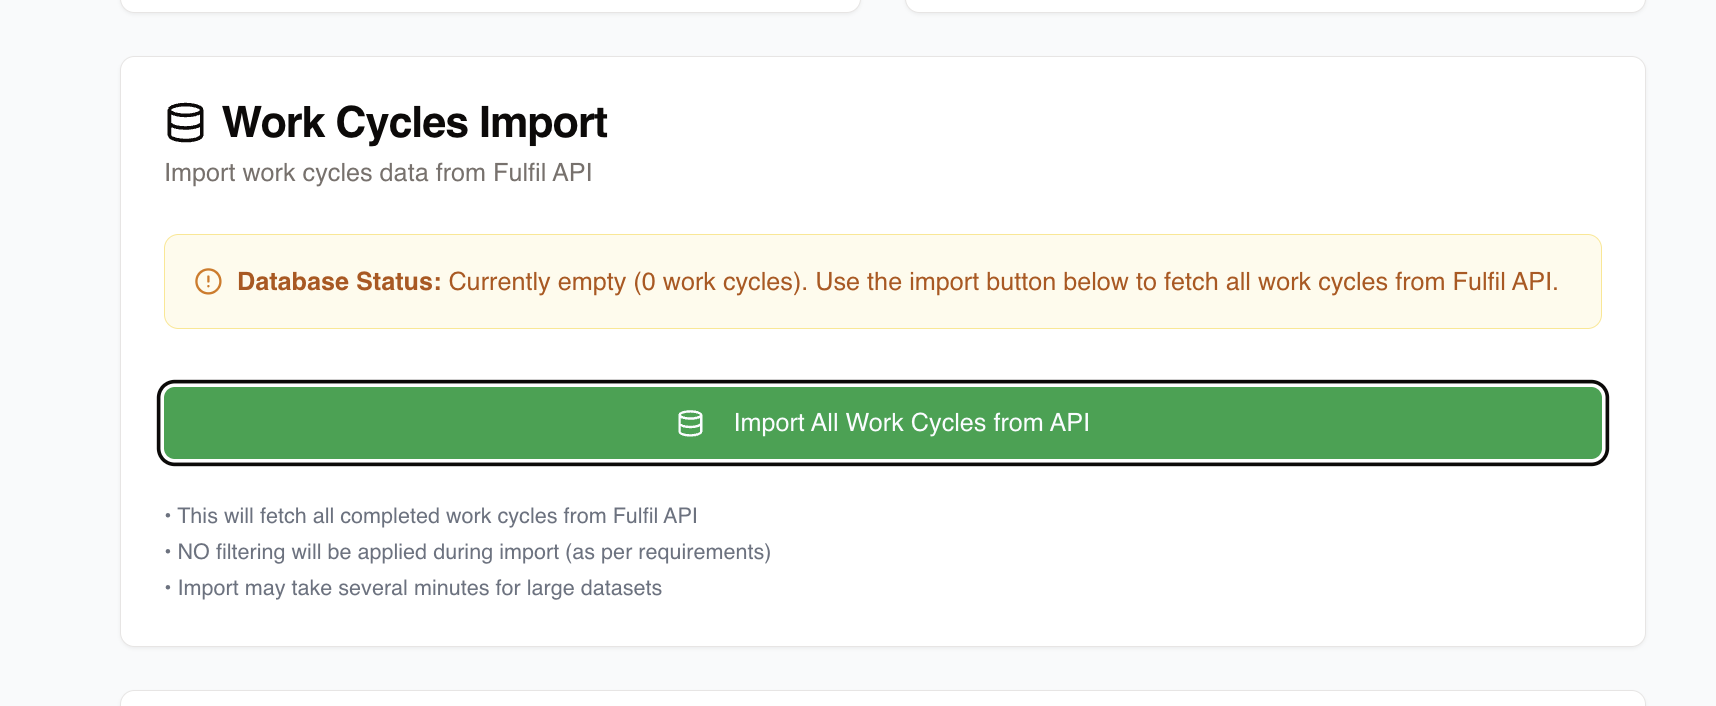 Work Cycles Import
Import work cycles data from Fulfil API
Database Status: Currently empty (0 work cycles). Use the import button below to fetch all work cycles from Fulfil API.
Import All Work Cycles from API
• This will fetch all completed work cycles from Fulfil API
• NO filtering will be applied during import (as per requirements)
• Import may take several minutes for large datasets